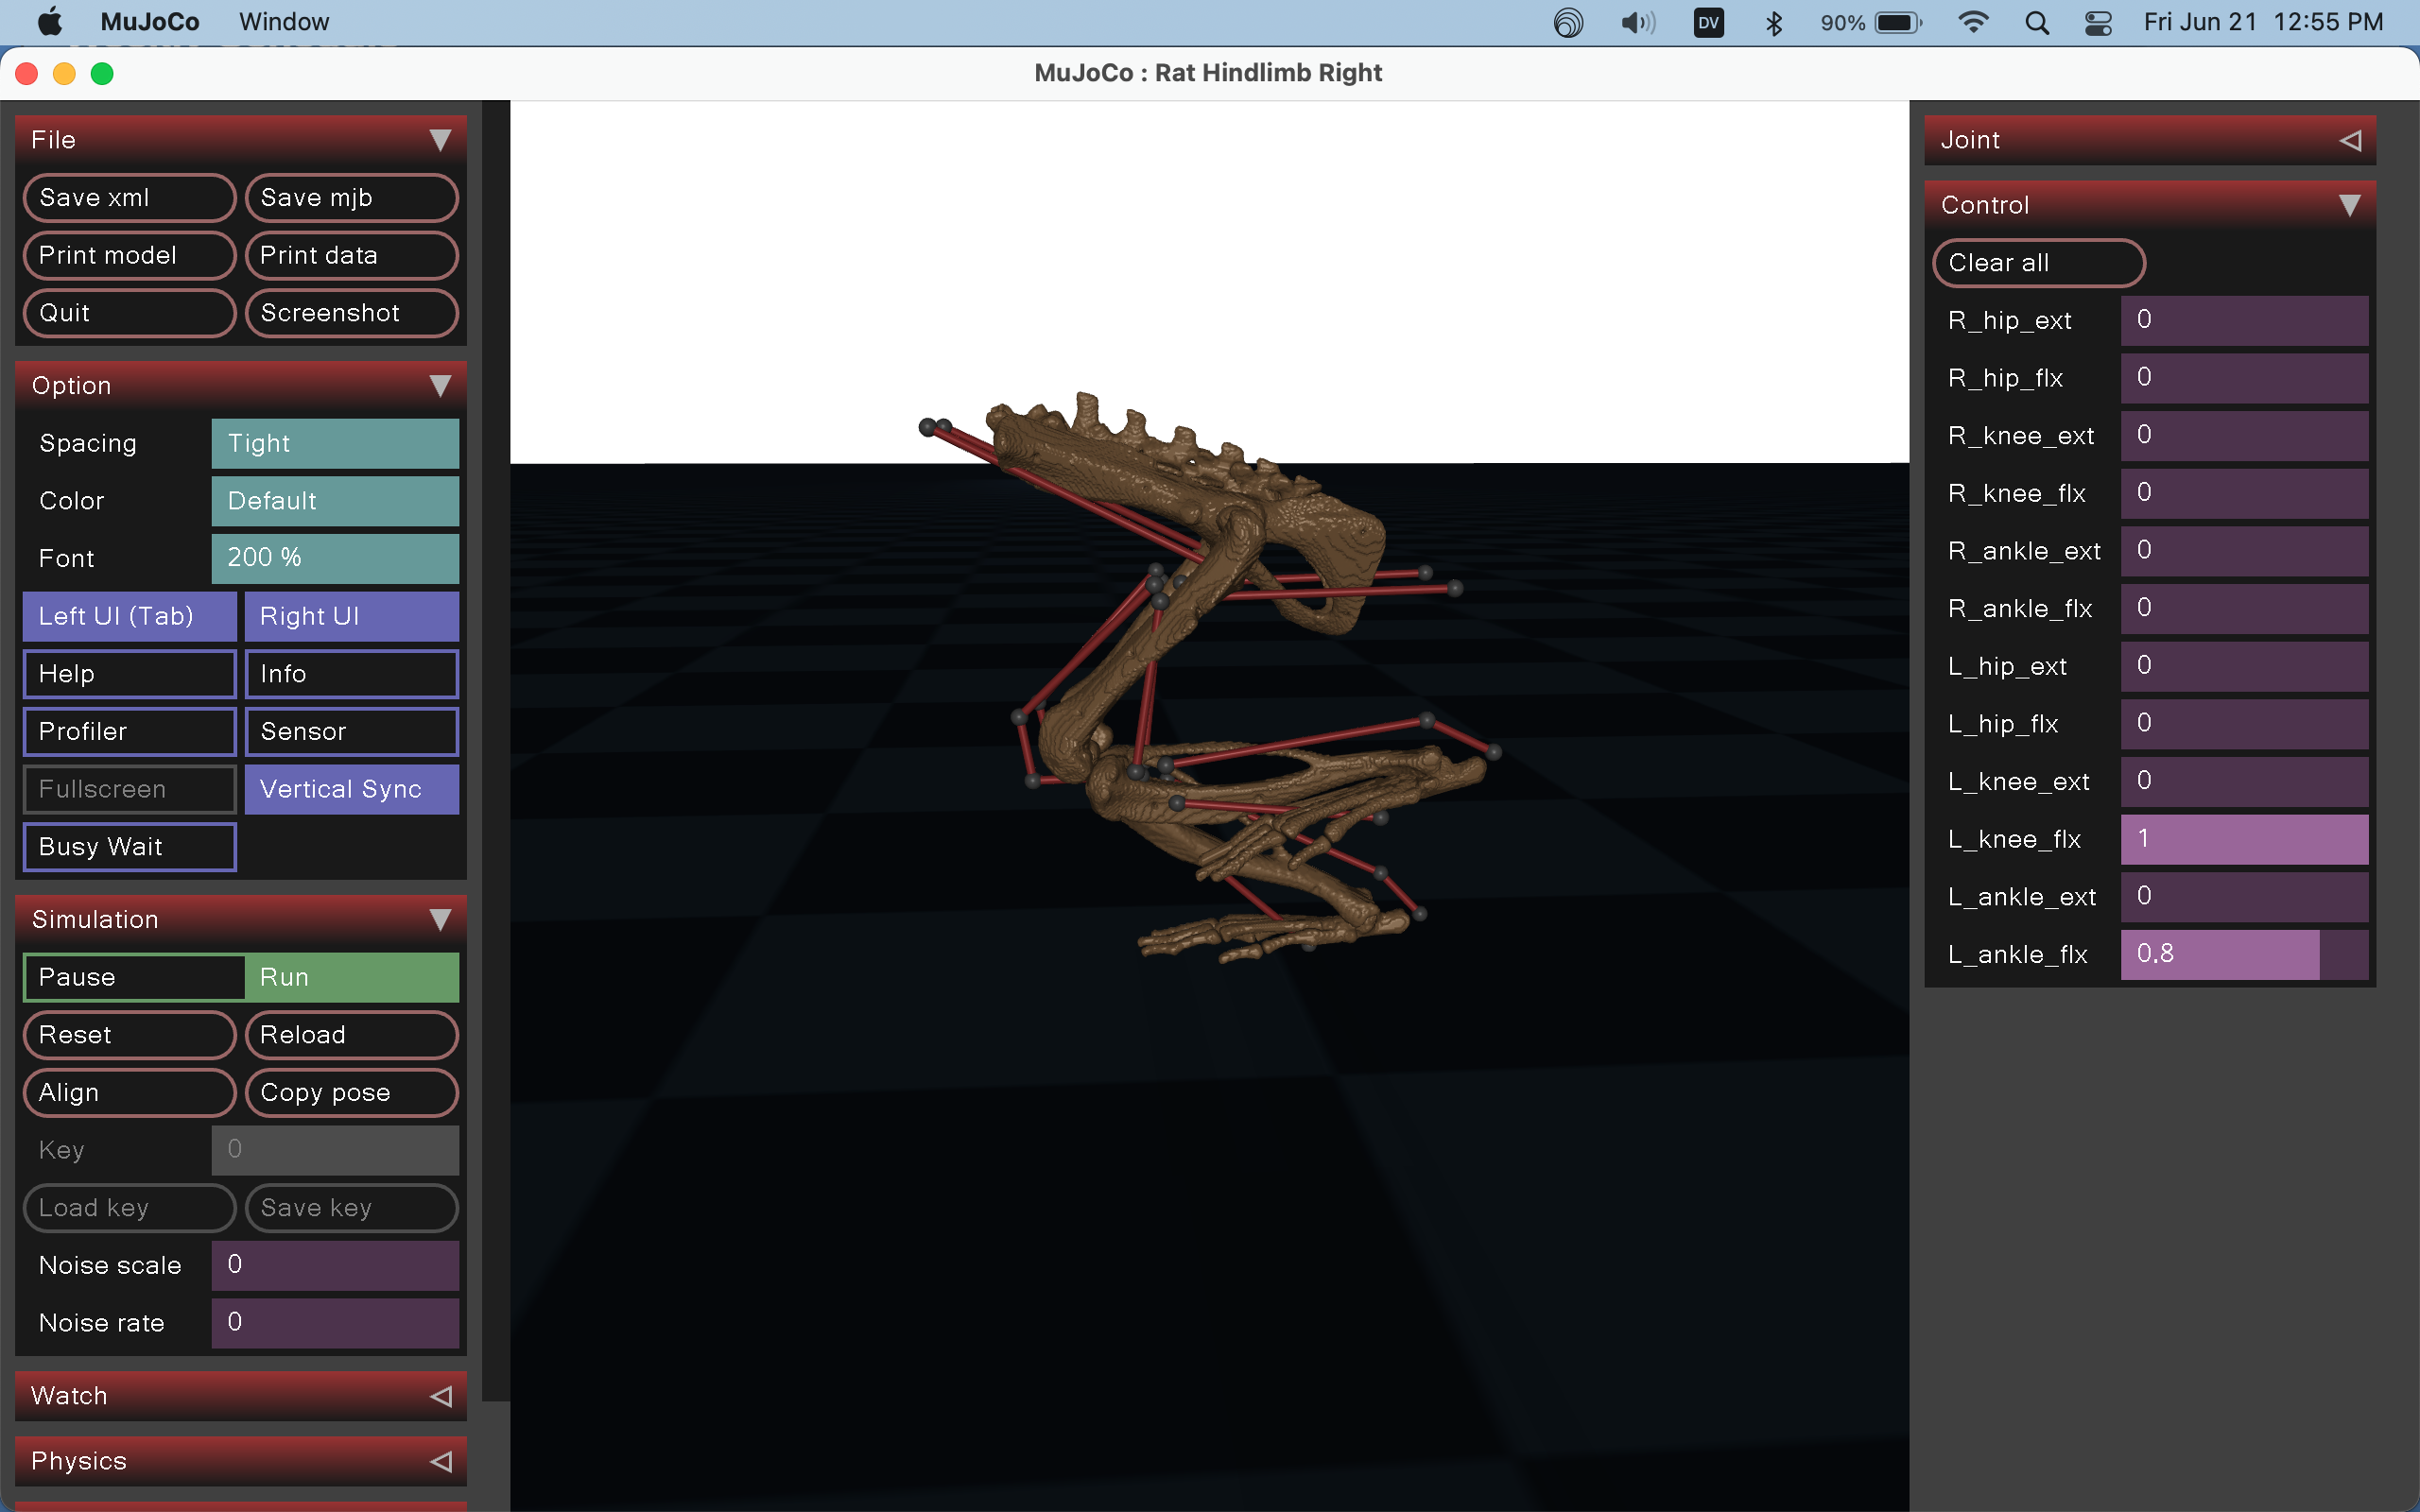 MuJoCo Window DV 90% Fri Jun 21 12:55 PM
MuJoCo : Rat Hindlimb Right
File
Save xml Save mjb
Print model Print data
Quit Screenshot
Option
Spacing Tight
Color Default
Font 200 %
Left UI (Tab) Right UI
Help Info
Profiler Sensor
Fullscreen Vertical Sync
Busy Wait
Simulation
Pause Run
Reset Reload
Align Copy pose
Key 0
Load key Save key
Noise scale 0
Noise rate 0
Watch
Physics
Joint
Control
Clear all
R_hip_ext 0
R_hip_flx 0
R_knee_ext 0
R_knee_flx 0
R_ankle_ext 0
R_ankle_flx 0
L_hip_ext 0
L_hip_flx 0
L_knee_ext 0
L_knee_flx 1
L_ankle_ext 0
L_ankle_flx 0.8